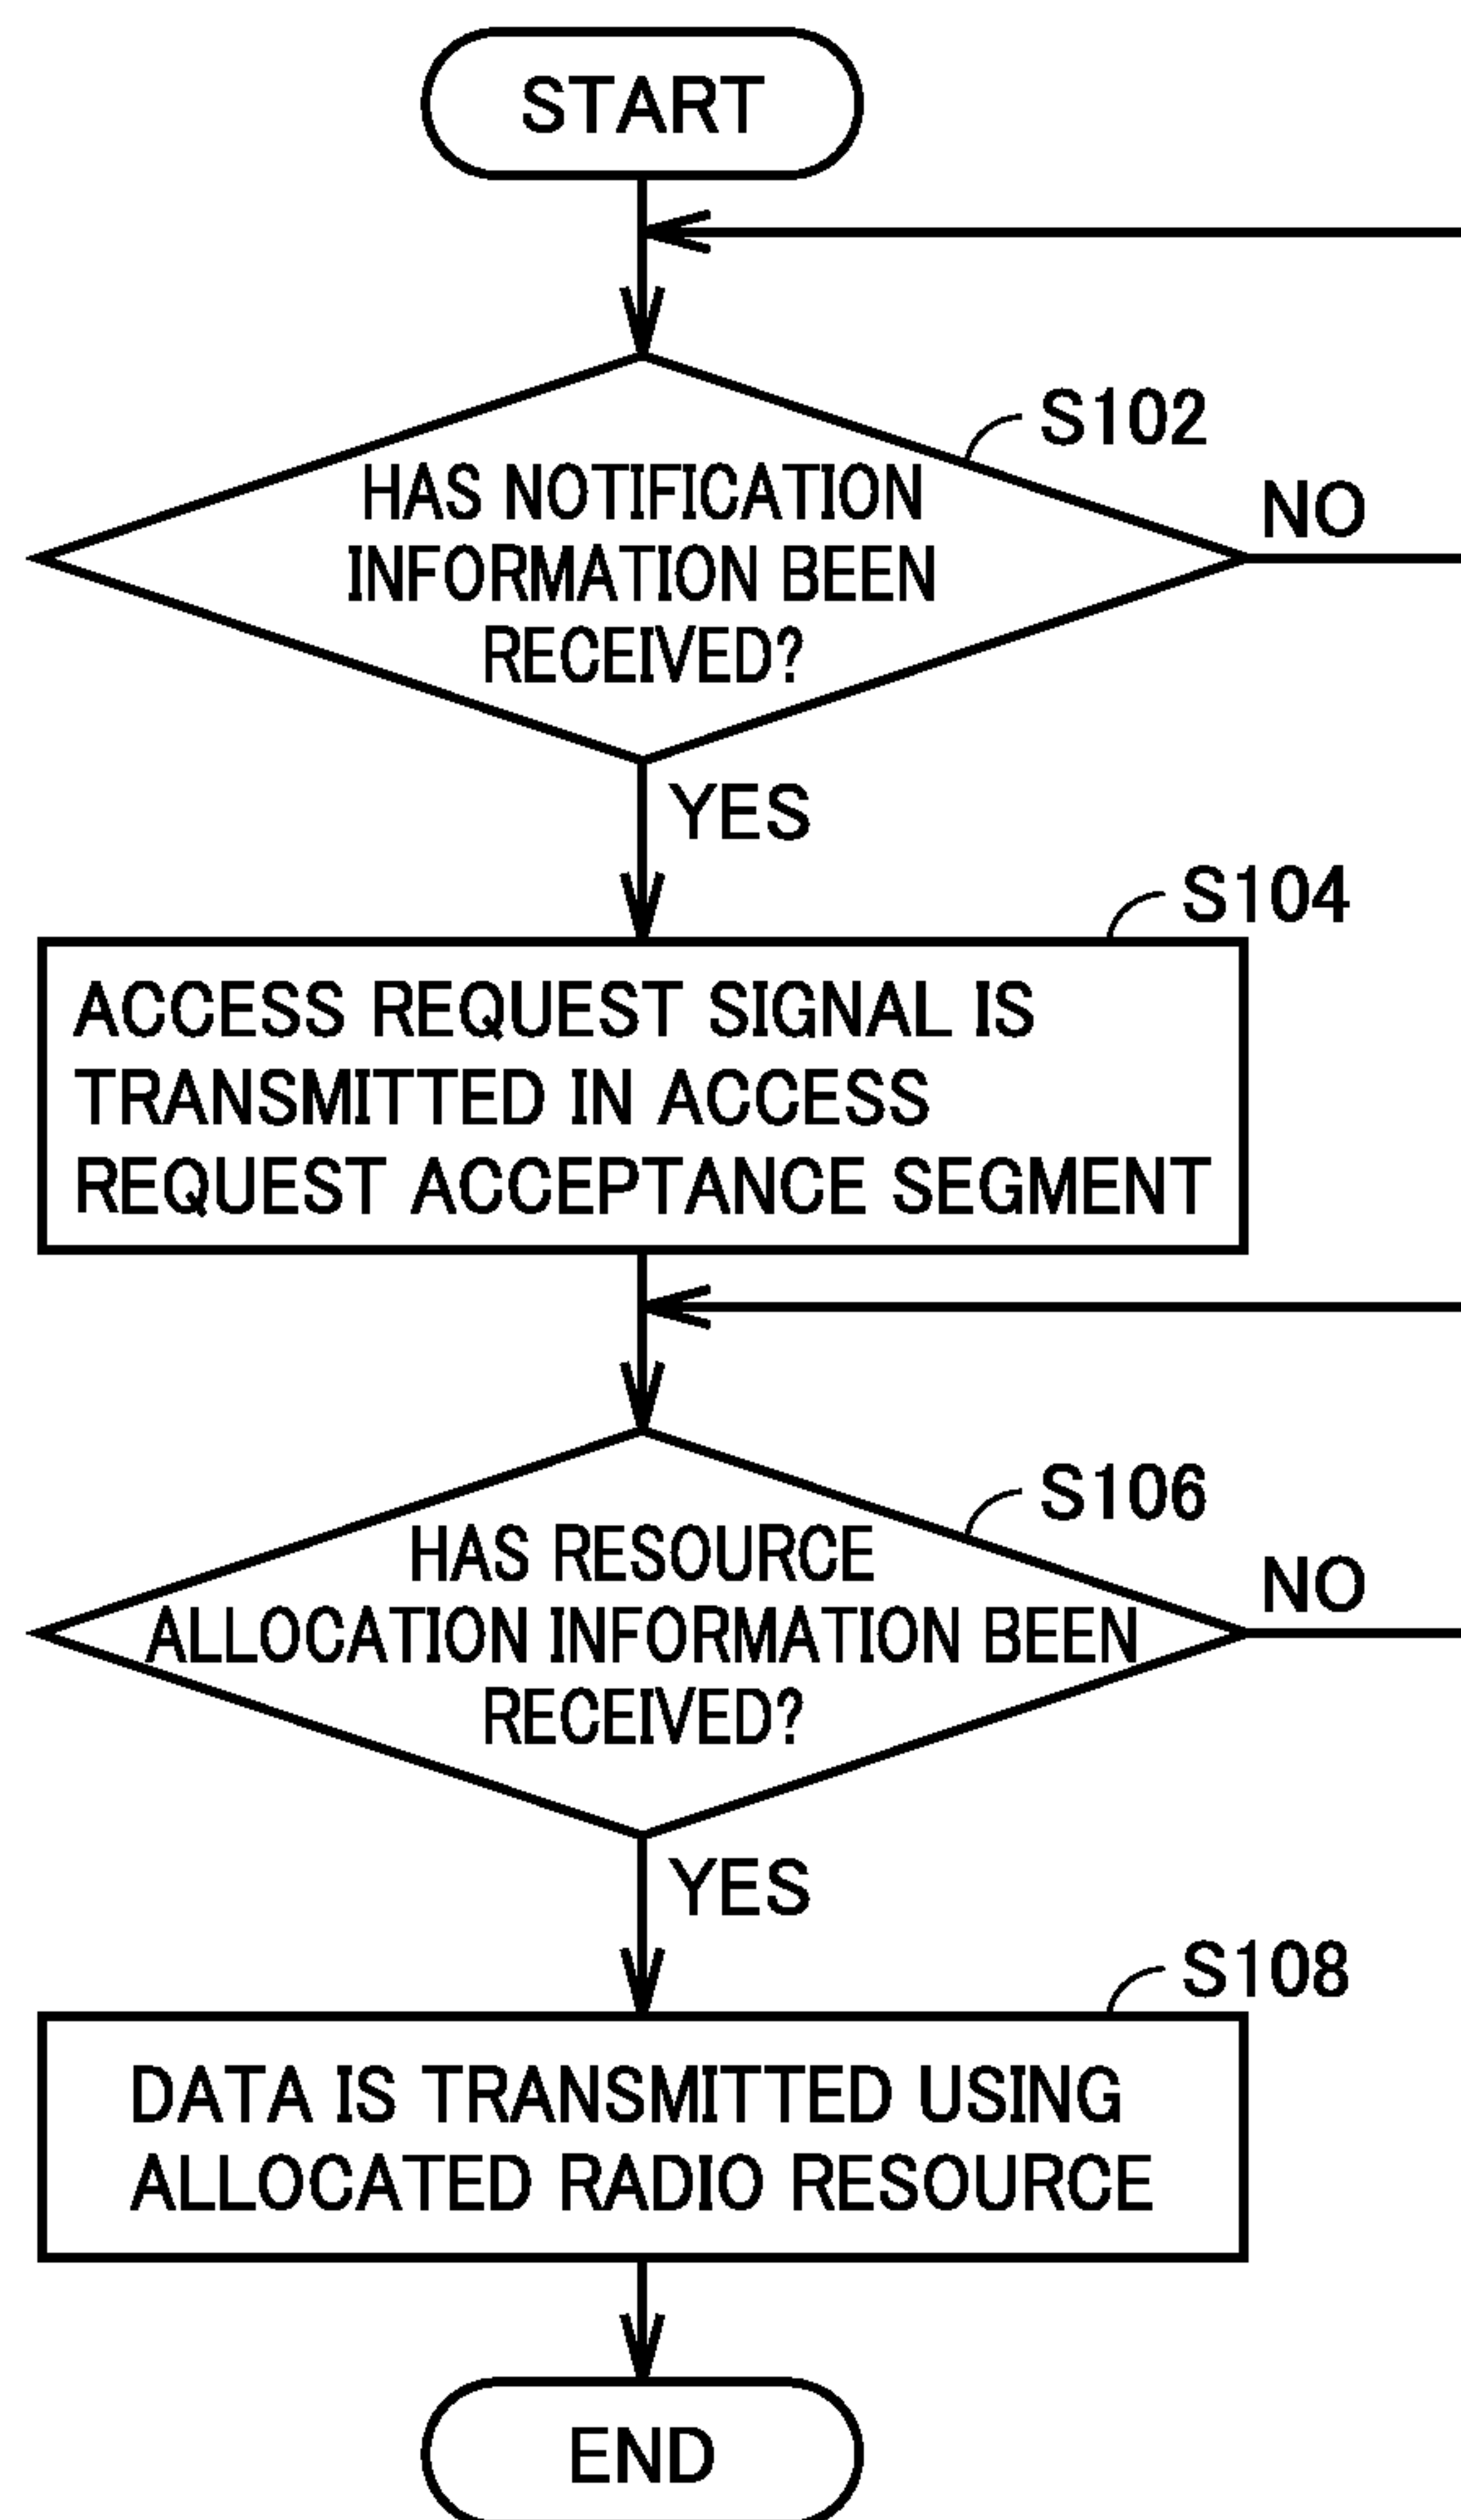 START
S102
HAS NOTIFICATION
INFORMATION BEEN
RECEIVED?
NO
YES
S104
ACCESS REQUEST SIGNAL IS
TRANSMITTED IN ACCESS
REQUEST ACCEPTANCE SEGMENT
S106
HAS RESOURCE
ALLOCATION INFORMATION BEEN
RECEIVED?
NO
YES
S108
DATA IS TRANSMITTED USING
ALLOCATED RADIO RESOURCE
END